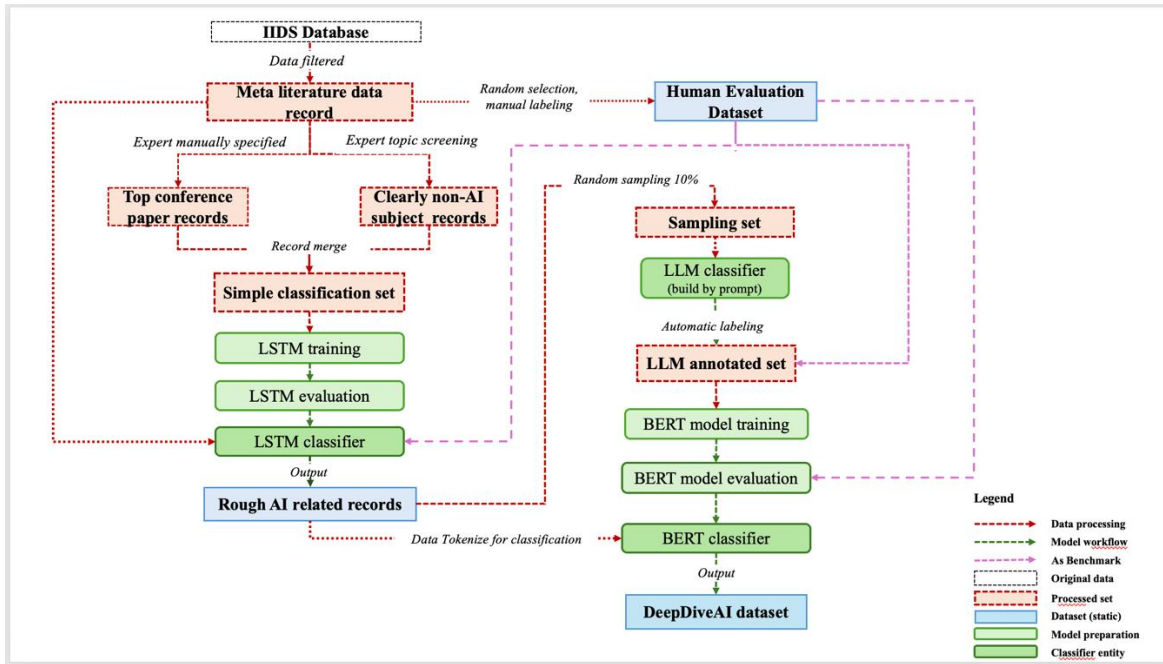 IIDS Database
Data filtered
Meta literature data
record
Random selection,
manual labeling
Human Evaluation
Dataset
Expert manually specified
Expert topic screening
Top conference
paper records
Clearly non-AI
subject records
Record merge
Simple classification set
LSTM training
LSTM evaluation
LSTM classifier
Output
Rough AI related records
Random sampling 10%
Sampling set
LLM classifier
(build by prompt)
Automatic labeling
LLM annotated set
BERT model training
BERT model evaluation
Data Tokenize for classification
BERT classifier
Output
DeepDiveAI dataset
Legend
Data processing
Model workflow
As Benchmark
Original data
Processed set
Dataset (static)
Model preparation
Classifier entity